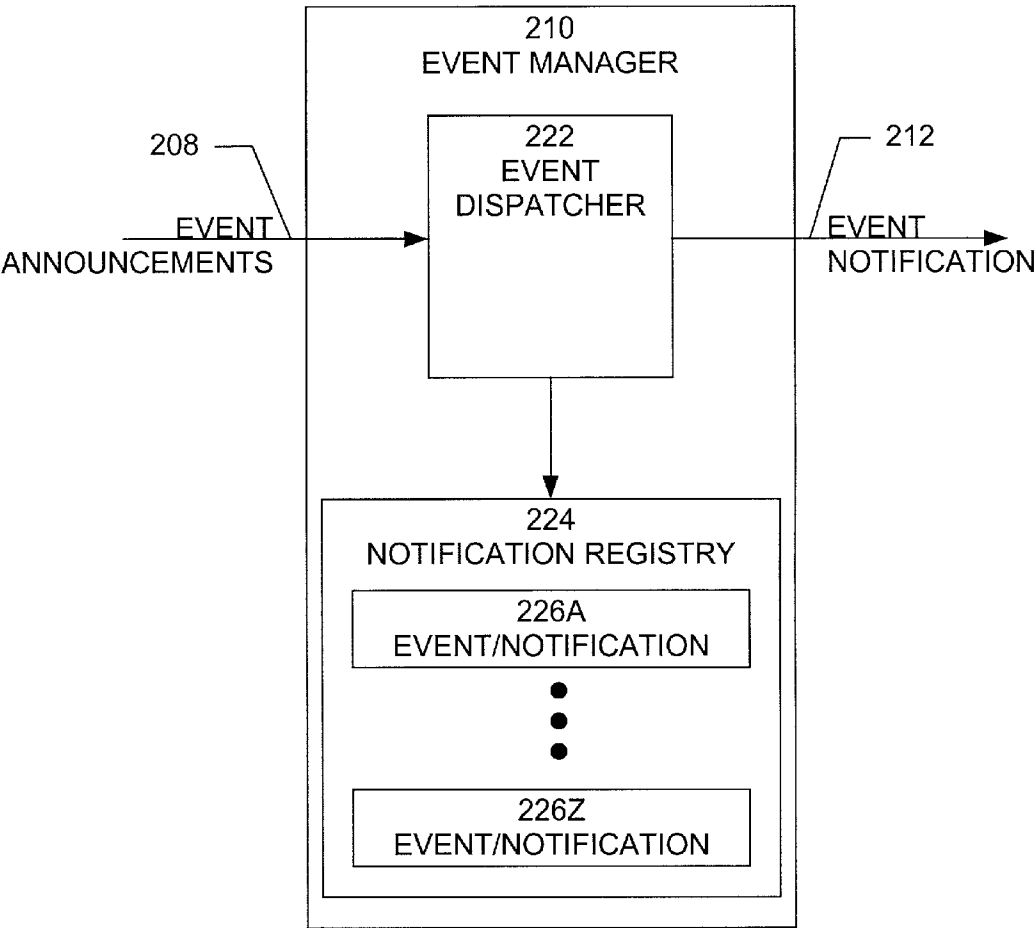 210
EVENT MANAGER
208
222
EVENT
DISPATCHER
212
EVENT
ANNOUNCEMENTS
EVENT
NOTIFICATION
224
NOTIFICATION REGISTRY
226A
EVENT/NOTIFICATION
226Z
EVENT/NOTIFICATION